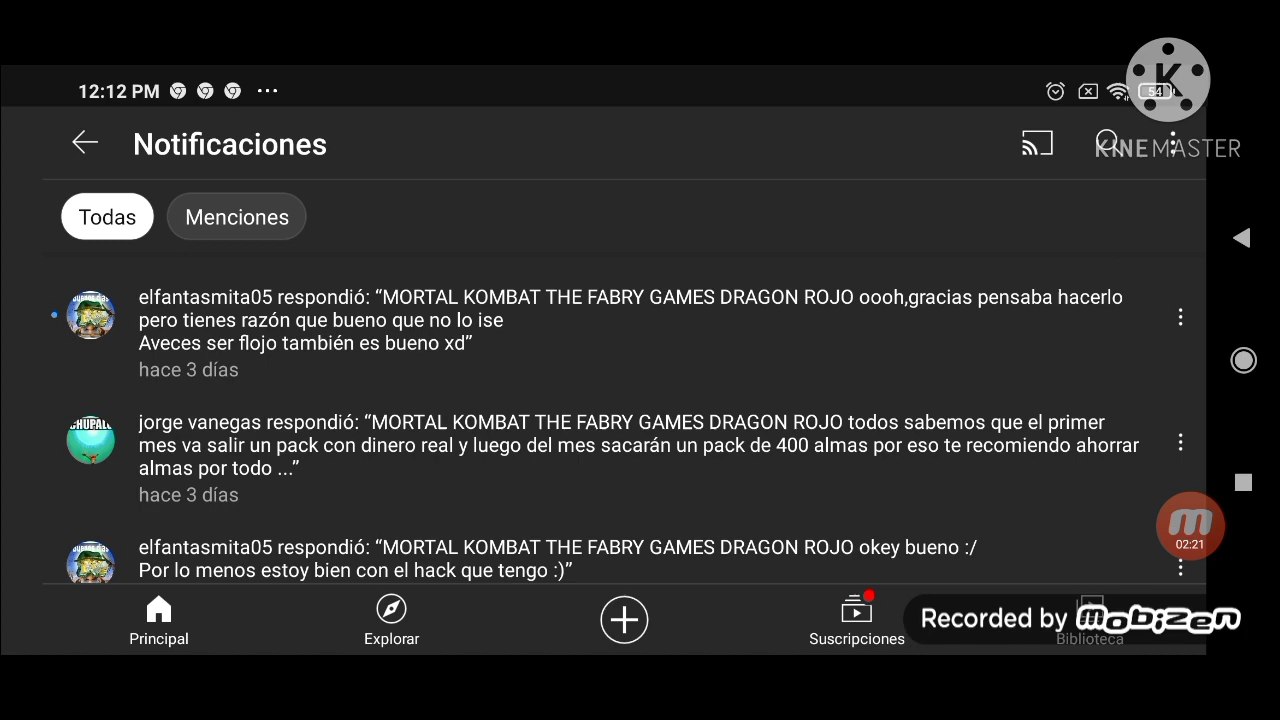 12:12 PM
54
K
KINEMASTER
Notificaciones
Todas
Menciones
elfantasmita05 respondió: “MORTAL KOMBAT THE FABRY GAMES DRAGON ROJO oooh,gracias pensaba hacerlo
pero tienes razón que bueno que no lo ise
Aveces ser flojo también es bueno xd”
hace 3 días
CHUPALO
jorge vanegas respondió: “MORTAL KOMBAT THE FABRY GAMES DRAGON ROJO todos sabemos que el primer
mes va salir un pack con dinero real y luego del mes sacarán un pack de 400 almas por eso te recomiendo ahorrar
almas por todo ...”
hace 3 días
elfantasmita05 respondió: “MORTAL KOMBAT THE FABRY GAMES DRAGON ROJO okey bueno :/
Por lo menos estoy bien con el hack que tengo :)”
m
02:21
Principal
Explorar
Suscripciones
Biblioteca
Recorded by mobizen